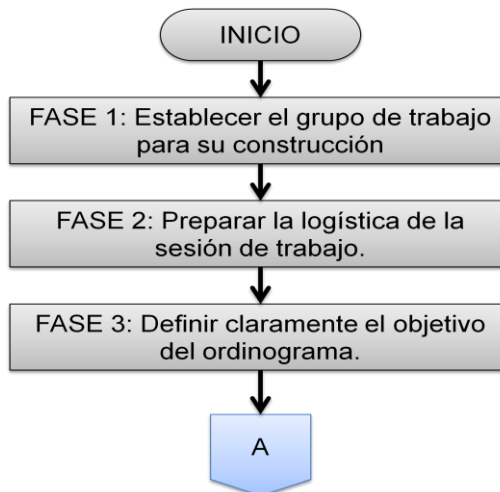 INICIO
FASE 1: Establecer el grupo de trabajo
para su construcción
FASE 2: Preparar la logística de la
sesión de trabajo.
FASE 3: Definir claramente el objetivo
del ordinograma.
A